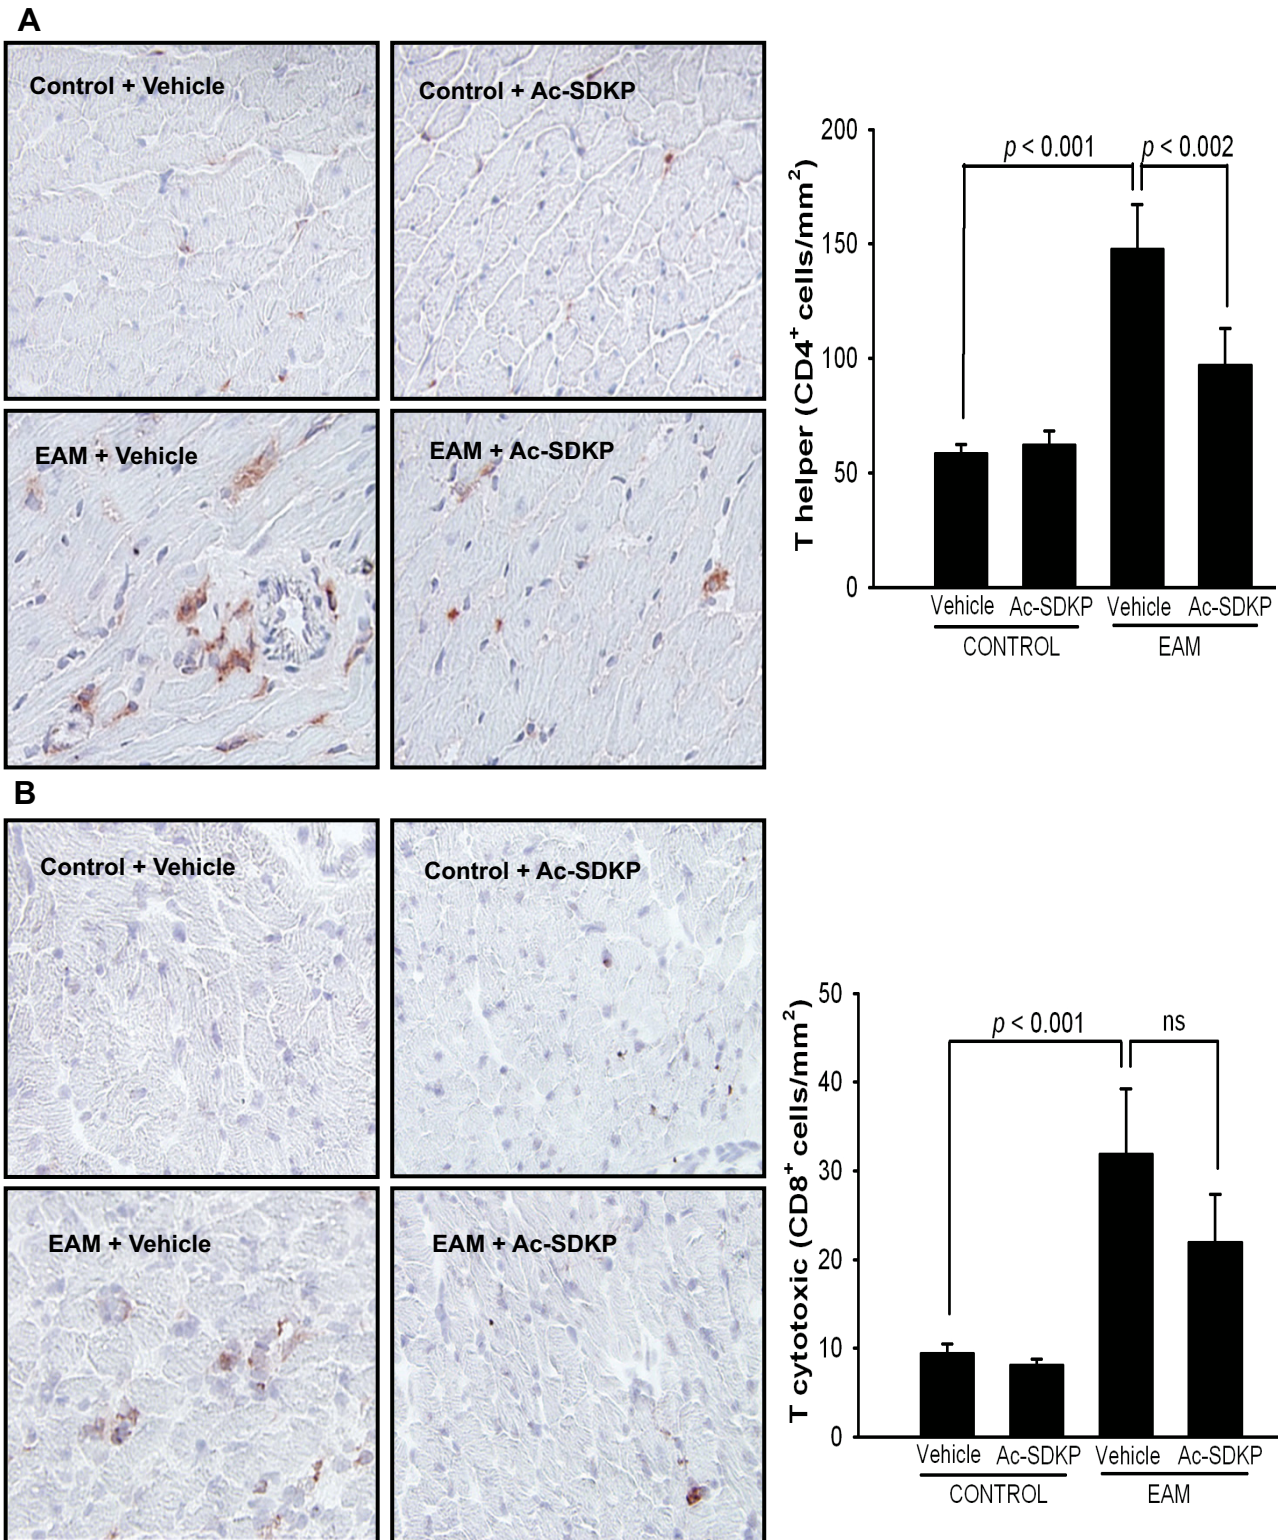 A
Control + Vehicle
Control + Ac-SDKP
EAM + Vehicle
EAM + Ac-SDKP
T helper (CD4⁺ cells/mm²)
200
150
100
50
0
p < 0.001
p < 0.002
Vehicle Ac-SDKP Vehicle Ac-SDKP
CONTROL EAM
B
Control + Vehicle
Control + Ac-SDKP
EAM + Vehicle
EAM + Ac-SDKP
T cytotoxic (CD8⁺ cells/mm²)
50
40
30
20
10
0
p < 0.001
ns
Vehicle Ac-SDKP Vehicle Ac-SDKP
CONTROL EAM